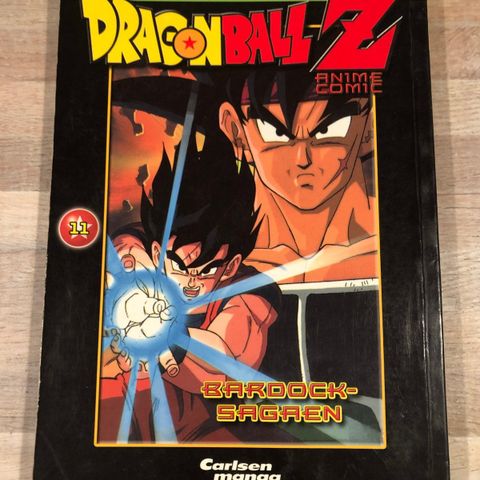 DRAGON BALL Z
ANIME
COMIC
11
BARDOCK-
SAGAEN
Carlsen
manga